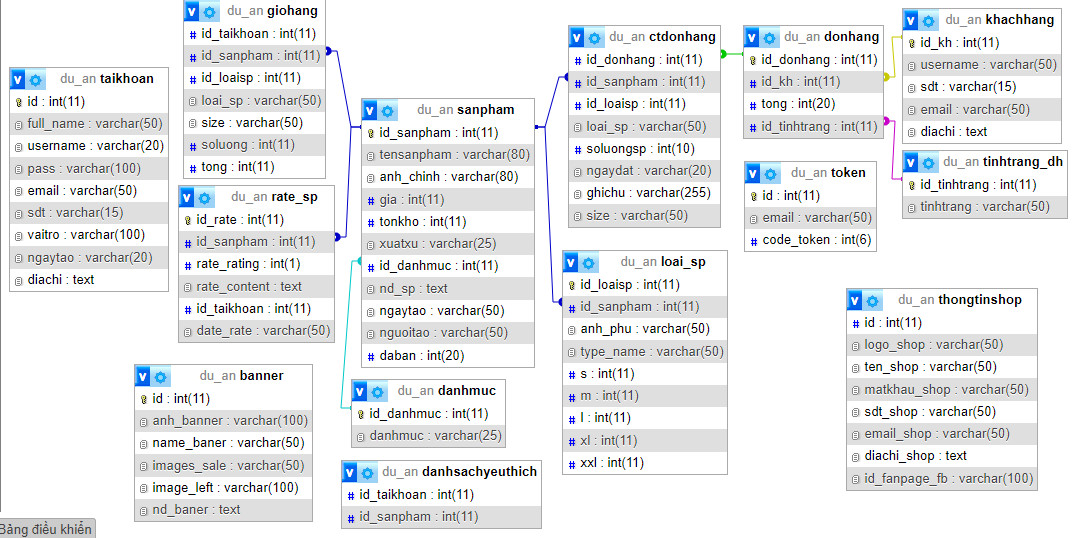 du_an taikhoan
id : int(11)
full_name : varchar(50)
username : varchar(20)
pass : varchar(100)
email : varchar(50)
sdt : varchar(15)
vaitro : varchar(100)
ngaytao : varchar(20)
diachi : text
du_an giohang
id_taikhoan : int(11)
id_sanpham : int(11)
id_loaisp : int(11)
loai_sp : varchar(50)
size : varchar(50)
soluong : int(11)
tong : int(11)
du_an rate_sp
id_rate : int(11)
id_sanpham : int(11)
rate_rating : int(1)
rate_content : text
id_taikhoan : int(11)
date_rate : varchar(50)
du_an banner
id : int(11)
anh_banner : varchar(100)
name_baner : varchar(50)
images_sale : varchar(50)
image_left : varchar(100)
nd_baner : text
du_an sanpham
id_sanpham : int(11)
tensanpham : varchar(80)
anh_chinh : varchar(80)
gia : int(11)
tonkho : int(11)
xuatxu : varchar(25)
id_danhmuc : int(11)
nd_sp : text
ngaytao : varchar(50)
nguoitao : varchar(50)
daban : int(20)
du_an danhmuc
id_danhmuc : int(11)
danhmuc : varchar(25)
du_an danhsachyeuthich
id_taikhoan : int(11)
id_sanpham : int(11)
du_an ctdonhang
id_donhang : int(11)
id_sanpham : int(11)
id_loaisp : int(11)
loai_sp : varchar(50)
soluongsp : int(10)
ngaydat : varchar(20)
ghichu : varchar(255)
size : varchar(50)
du_an loai_sp
id_loaisp : int(11)
id_sanpham : int(11)
anh_phu : varchar(50)
type_name : varchar(50)
s : int(11)
m : int(11)
l : int(11)
xl : int(11)
xxl : int(11)
du_an donhang
id_donhang : int(11)
id_kh : int(11)
tong : int(20)
id_tinhtrang : int(11)
du_an token
id : int(11)
email : varchar(50)
code_token : int(6)
du_an khachhang
id_kh : int(11)
username : varchar(50)
sdt : varchar(15)
email : varchar(50)
diachi : text
du_an tinhtrang_dh
id_tinhtrang : int(11)
tinhtrang : varchar(50)
du_an thongtinshop
id : int(11)
logo_shop : varchar(50)
ten_shop : varchar(50)
matkhau_shop : varchar(50)
sdt_shop : varchar(50)
email_shop : varchar(50)
diachi_shop : text
id_fanpage_fb : varchar(100)
Bảng điều khiển